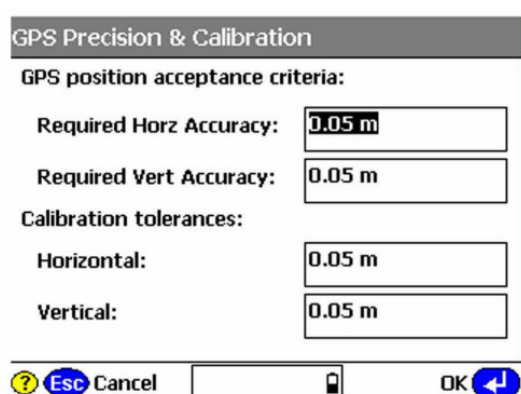 GPS Precision & Calibration
GPS position acceptance criteria:
Required Horz Accuracy: 0.05 m
Required Vert Accuracy: 0.05 m
Calibration tolerances:
Horizontal: 0.05 m
Vertical: 0.05 m
? Esc Cancel OK